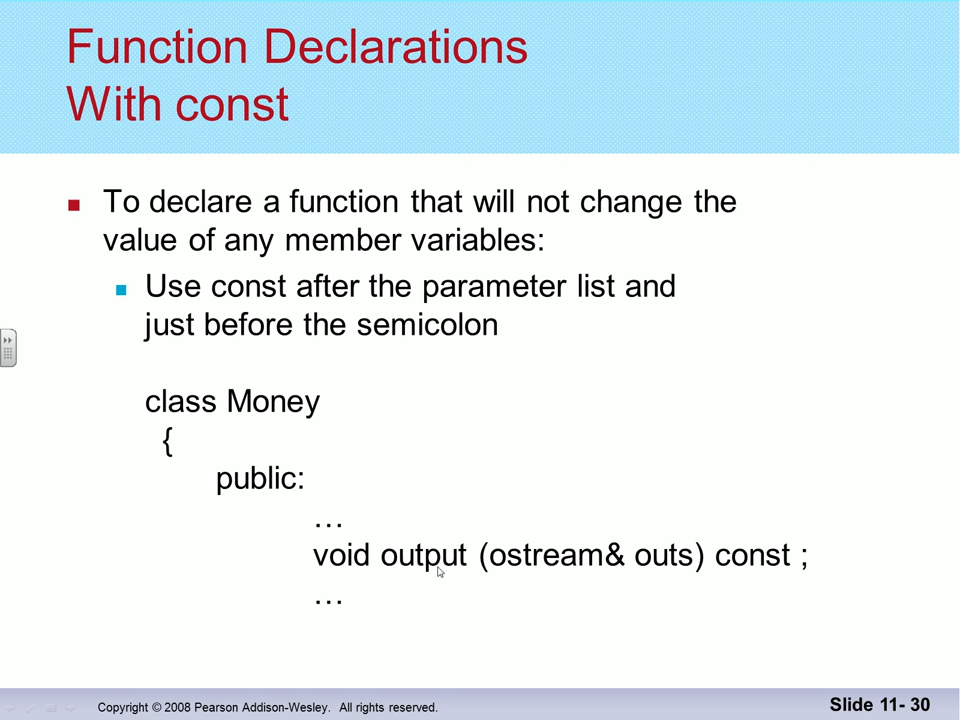 Function Declarations
With const
To declare a function that will not change the
value of any member variables:
Use const after the parameter list and
just before the semicolon
class Money
{
public:
…
void output (ostream& outs) const ;
…
Copyright © 2008 Pearson Addison-Wesley. All rights reserved.
Slide 11- 30